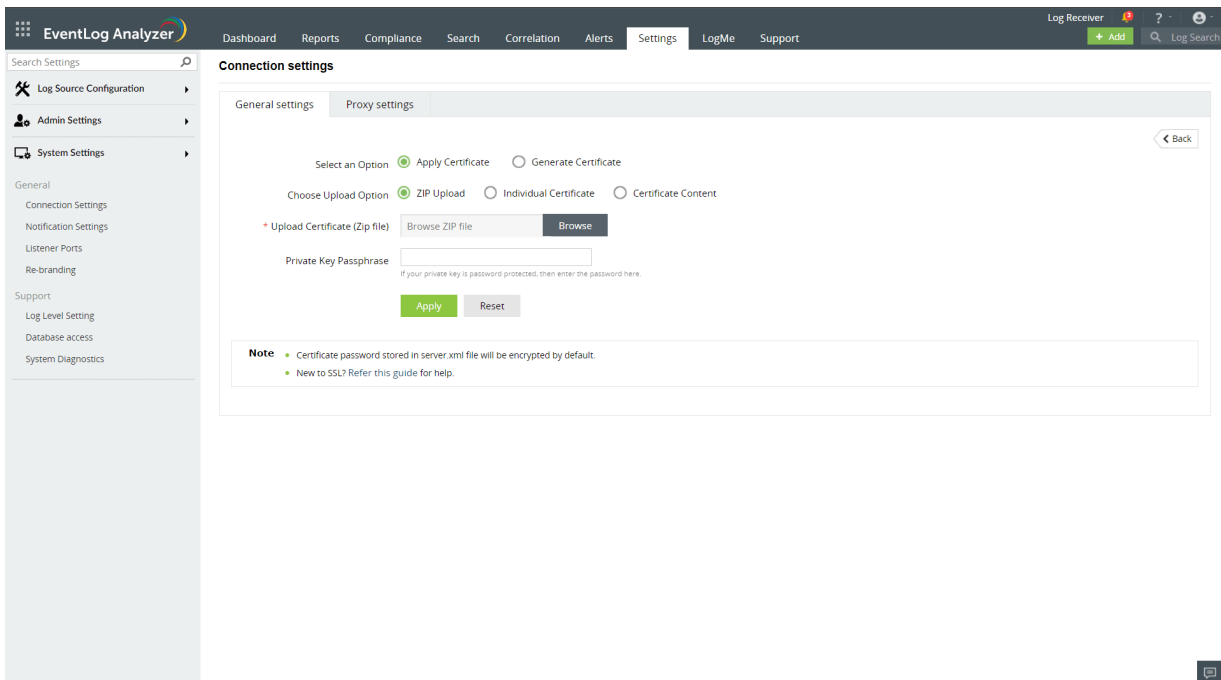 EventLog Analyzer
Log Receiver 3 ?
Dashboard Reports Compliance Search Correlation Alerts Settings LogMe Support
+ Add Log Search
Search Settings
Log Source Configuration
Admin Settings
System Settings
General
Connection Settings
Notification Settings
Listener Ports
Re-branding
Support
Log Level Setting
Database access
System Diagnostics
Connection settings
General settings Proxy settings
Back
Select an Option Apply Certificate Generate Certificate
Choose Upload Option ZIP Upload Individual Certificate Certificate Content
* Upload Certificate (Zip file) Browse ZIP file Browse
Private Key Passphrase
If your private key is password protected, then enter the password here.
Apply Reset
Note • Certificate password stored in server.xml file will be encrypted by default.
• New to SSL? Refer this guide for help.